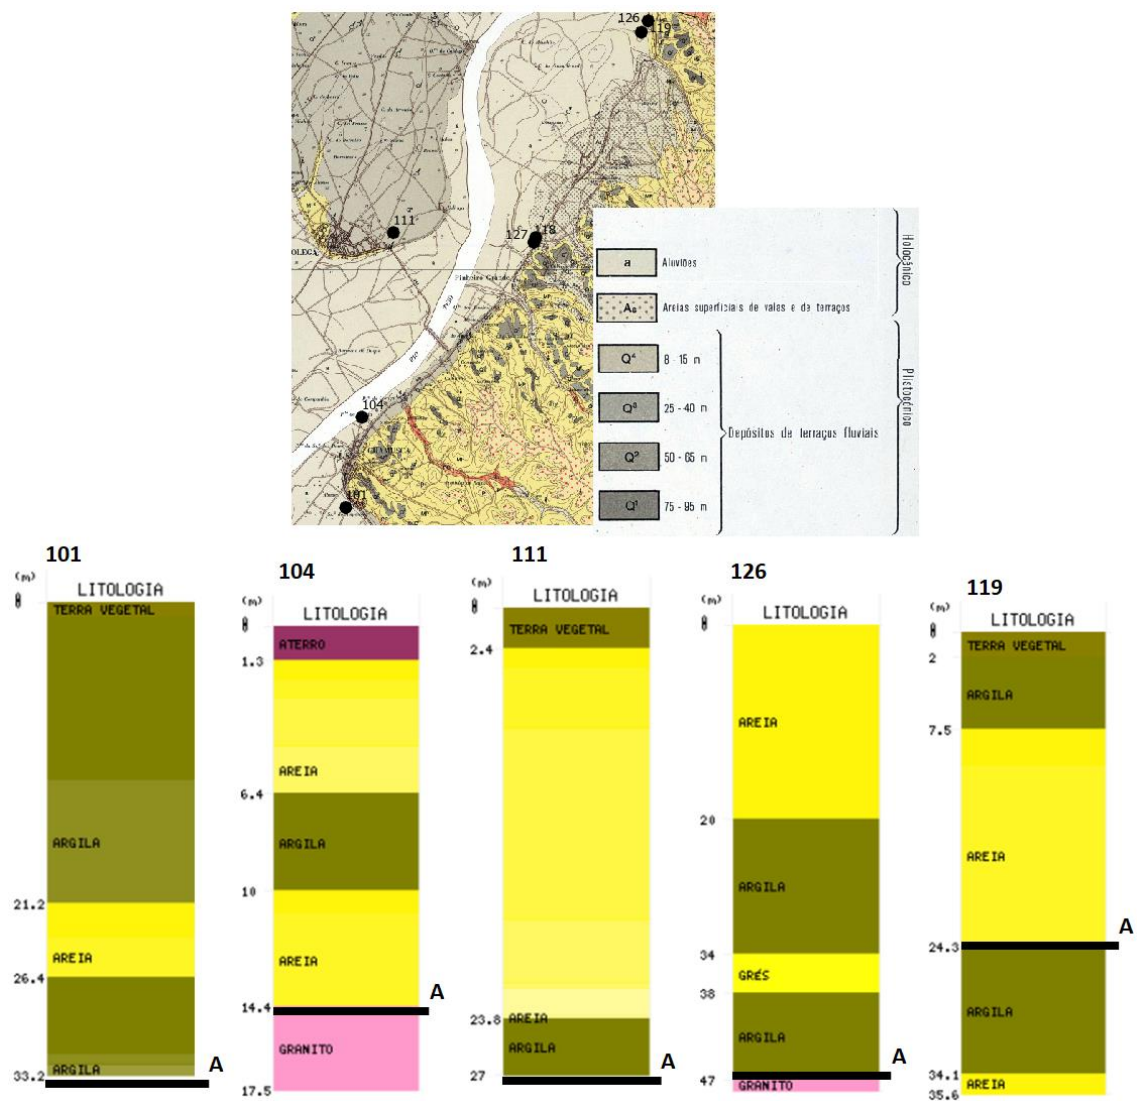 126
119
111
127
118
Pinheiro Grande
104
CHAMUSCA
101
Holocénico
a Aluviões
As Areias superficiais de valas e de terraços
Plistocénico
Q⁴ 8 - 15 m
Q³ 25 - 40 m
Depósitos de terraços fluviais
Q² 50 - 65 m
Q¹ 75 - 95 m
101
(m)
0
LITOLOGIA
TERRA VEGETAL
ARGILA
21.2
AREIA
26.4
ARGILA
33.2
A
104
(m)
0
LITOLOGIA
ATERRO
1.3
AREIA
6.4
ARGILA
10
AREIA
14.4
A
GRANITO
17.5
111
(m)
0
LITOLOGIA
TERRA VEGETAL
2.4
23.8 AREIA
ARGILA
27
A
126
(m)
0
LITOLOGIA
AREIA
20
ARGILA
34
GRÉS
38
ARGILA
A
47
GRANITO
119
(m)
0
LITOLOGIA
TERRA VEGETAL
2
ARGILA
7.5
AREIA
A
24.3
ARGILA
34.1
AREIA
35.6